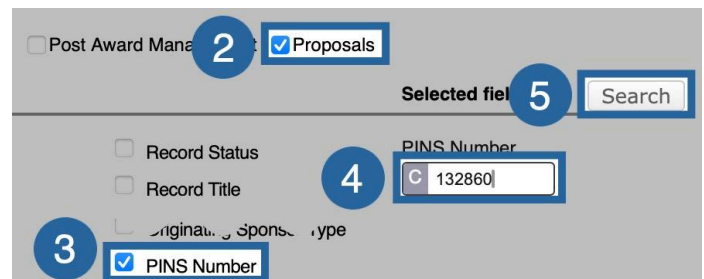 Post Award Mana t 2 Proposals
Selected fiel 5 Search
Record Status
PINS Number
Record Title
4 C 132860
Type
3 PINS Number